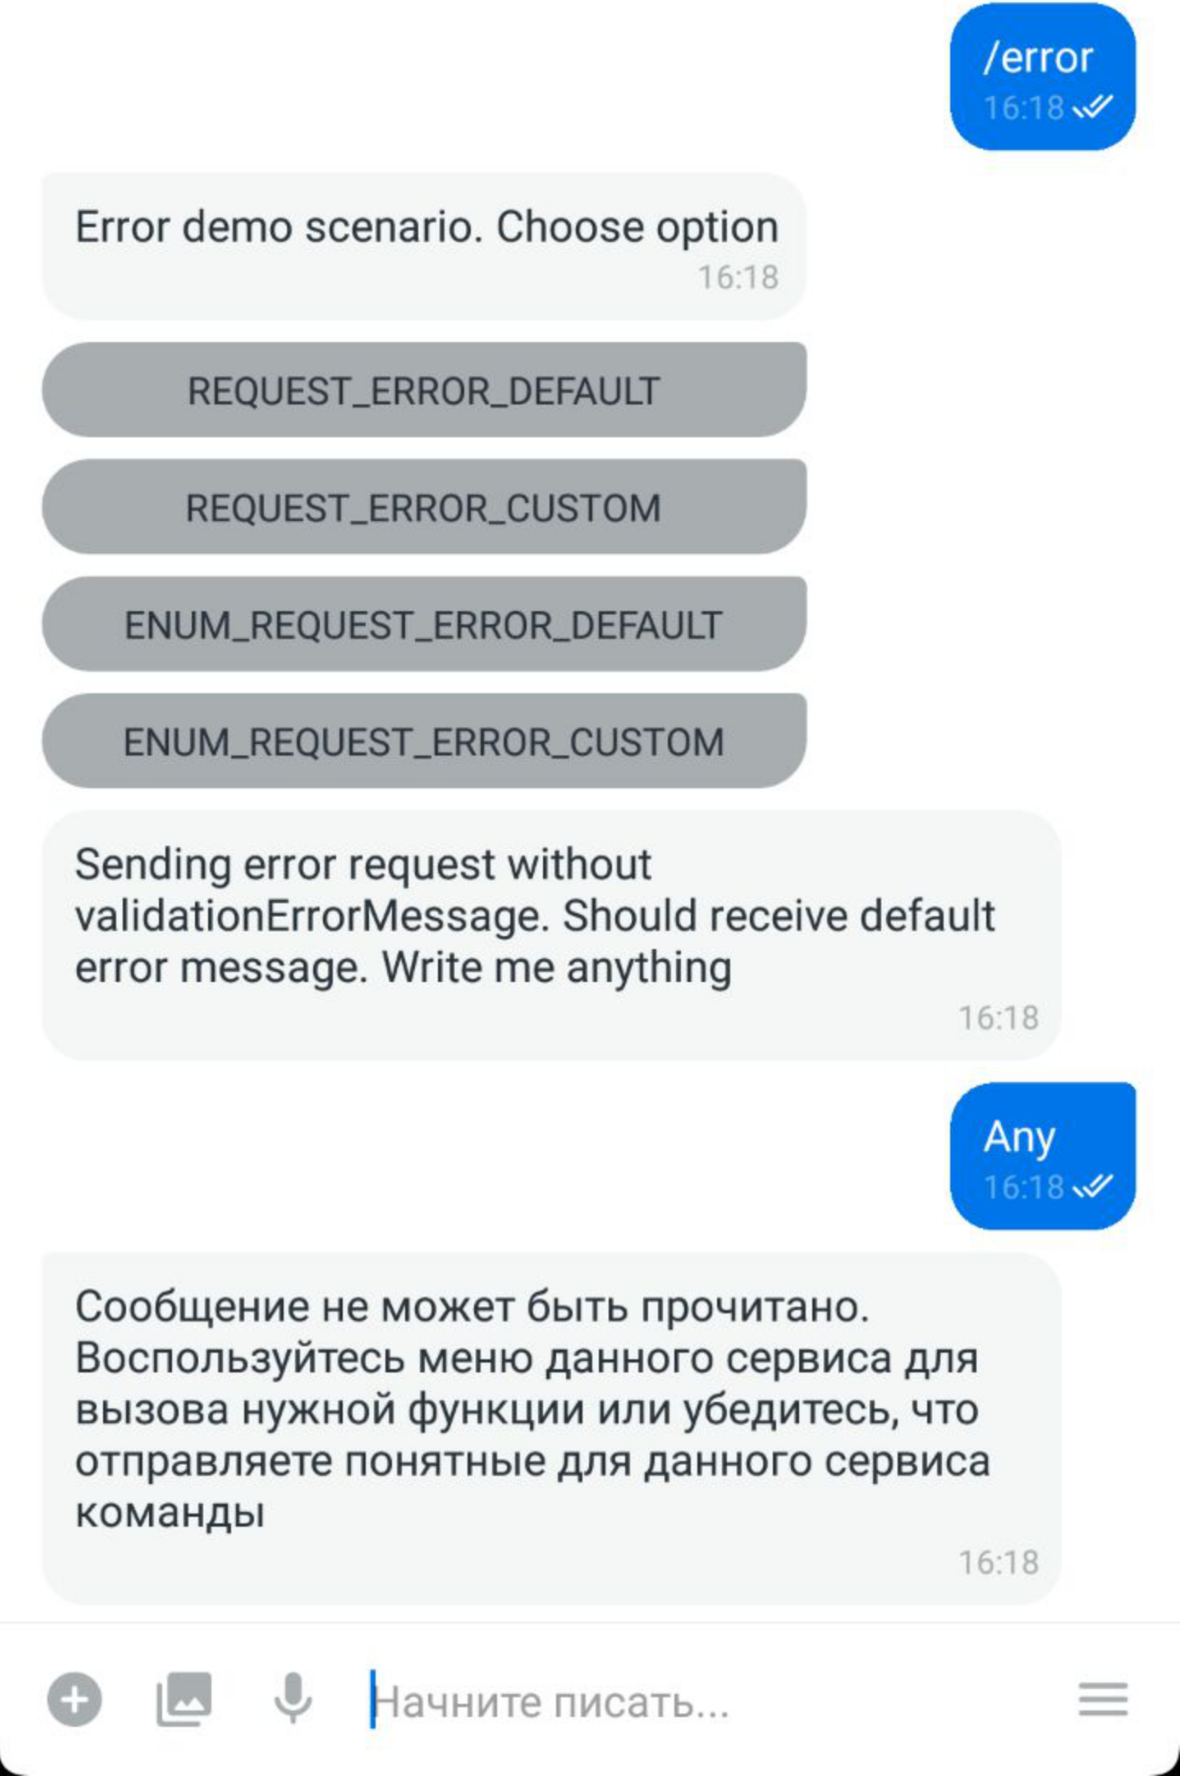 /error
16:18
Error demo scenario. Choose option
16:18
REQUEST_ERROR_DEFAULT
REQUEST_ERROR_CUSTOM
ENUM_REQUEST_ERROR_DEFAULT
ENUM_REQUEST_ERROR_CUSTOM
Sending error request without
validationErrorMessage. Should receive default
error message. Write me anything
16:18
Any
16:18
Сообщение не может быть прочитано.
Воспользуйтесь меню данного сервиса для
вызова нужной функции или убедитесь, что
отправляете понятные для данного сервиса
команды
16:18
Начните писать...